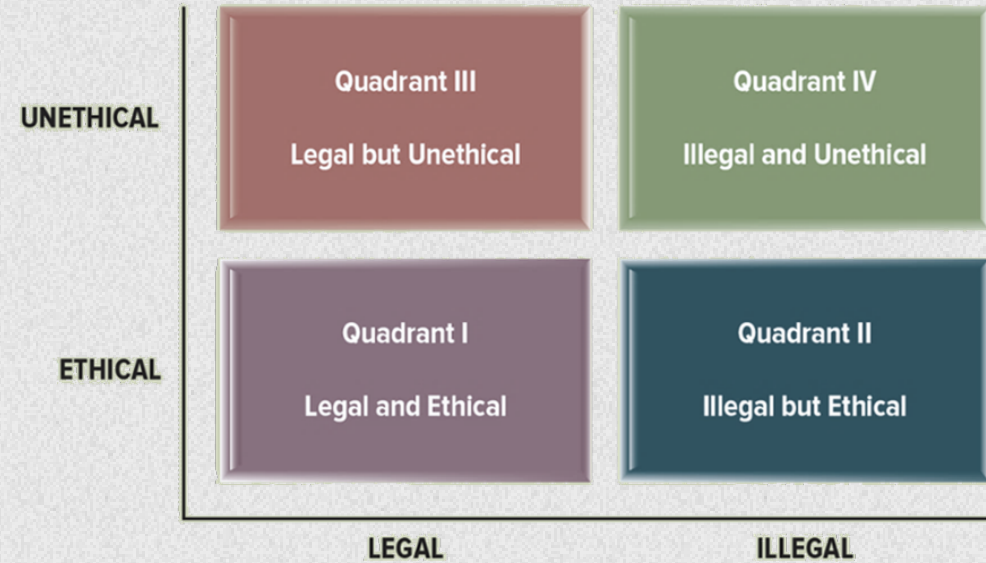 Quadrant III
Quadrant IV
UNETHICAL
Legal but Unethical
Illegal and Unethical
Quadrant I
Quadrant II
ETHICAL
Legal and Ethical
Illegal but Ethical
LEGAL
ILLEGAL